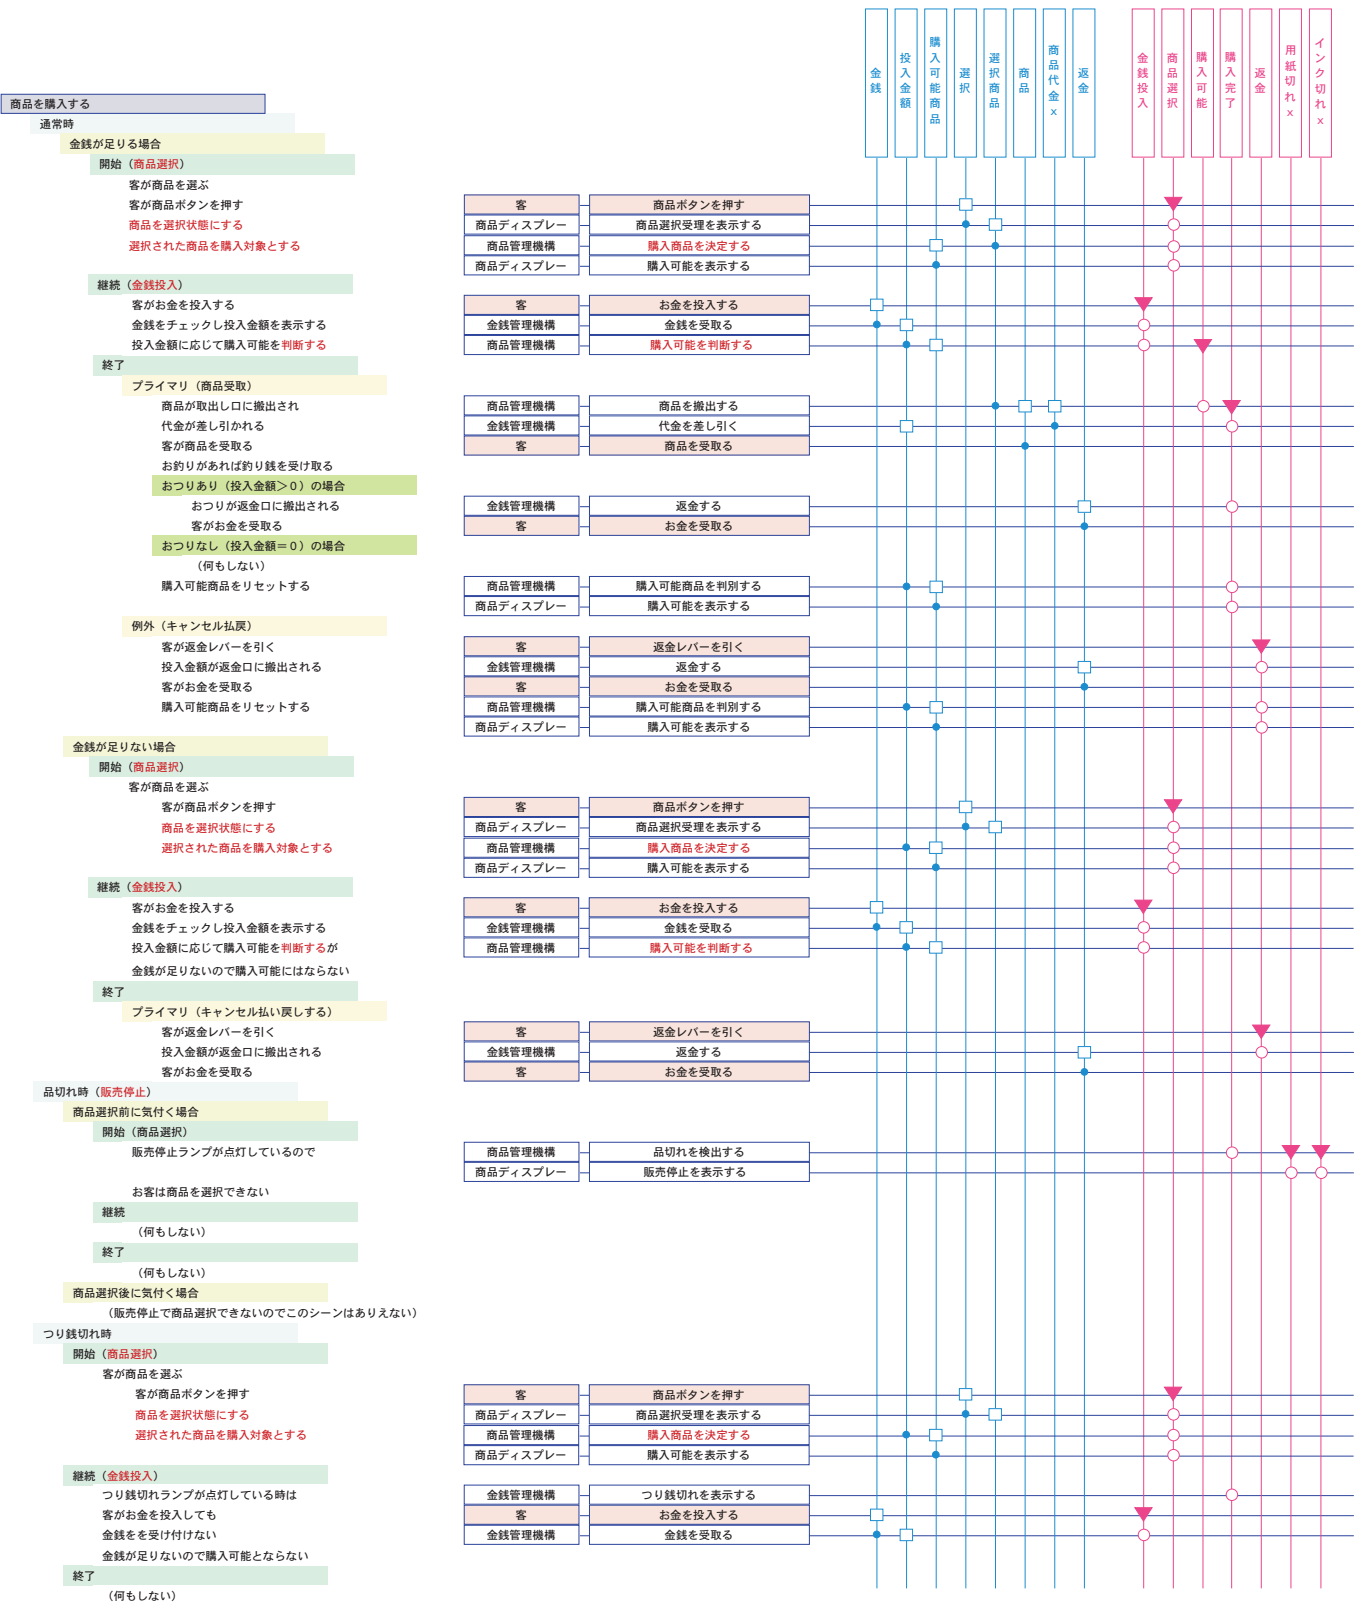 金銭
投入金額
購入可能商品
選択
選択商品
商品
商品代金x
返金
金銭投入
商品選択
購入可能
購入完了
返金
用紙切れx
インク切れx
商品を購入する
通常時
金銭が足りる場合
開始（商品選択）
客が商品を選ぶ
客が商品ボタンを押す 客 商品ボタンを押す
商品を選択状態にする 商品ディスプレー 商品選択受理を表示する
選択された商品を購入対象とする 商品管理機構 購入商品を決定する
商品ディスプレー 購入可能を表示する
継続（金銭投入）
客がお金を投入する 客 お金を投入する
金銭をチェックし投入金額を表示する 金銭管理機構 金銭を受取る
投入金額に応じて購入可能を判断する 商品管理機構 購入可能を判断する
終了
プライマリ（商品受取）
商品が取出し口に搬出され 商品管理機構 商品を搬出する
代金が差し引かれる 金銭管理機構 代金を差し引く
客が商品を受取る 客 商品を受取る
お釣りがあれば釣り銭を受け取る
おつりあり（投入金額＞０）の場合
おつりが返金口に搬出される 金銭管理機構 返金する
客がお金を受取る 客 お金を受取る
おつりなし（投入金額＝０）の場合
（何もしない）
購入可能商品をリセットする 商品管理機構 購入可能商品を判別する
商品ディスプレー 購入可能を表示する
例外（キャンセル払戻）
客が返金レバーを引く 客 返金レバーを引く
投入金額が返金口に搬出される 金銭管理機構 返金する
客がお金を受取る 客 お金を受取る
購入可能商品をリセットする 商品管理機構 購入可能商品を判別する
商品ディスプレー 購入可能を表示する
金銭が足りない場合
開始（商品選択）
客が商品を選ぶ
客が商品ボタンを押す 客 商品ボタンを押す
商品を選択状態にする 商品ディスプレー 商品選択受理を表示する
選択された商品を購入対象とする 商品管理機構 購入商品を決定する
商品ディスプレー 購入可能を表示する
継続（金銭投入）
客がお金を投入する 客 お金を投入する
金銭をチェックし投入金額を表示する 金銭管理機構 金銭を受取る
投入金額に応じて購入可能を判断するが 商品管理機構 購入可能を判断する
金銭が足りないので購入可能にはならない
終了
プライマリ（キャンセル払い戻しする）
客が返金レバーを引く 客 返金レバーを引く
投入金額が返金口に搬出される 金銭管理機構 返金する
客がお金を受取る 客 お金を受取る
品切れ時（販売停止）
商品選択前に気付く場合
開始（商品選択）
販売停止ランプが点灯しているので 商品管理機構 品切れを検出する
商品ディスプレー 販売停止を表示する
お客は商品を選択できない
継続
（何もしない）
終了
（何もしない）
商品選択後に気付く場合
（販売停止で商品選択できないのでこのシーンはありえない）
つり銭切れ時
開始（商品選択）
客が商品を選ぶ
客が商品ボタンを押す 客 商品ボタンを押す
商品を選択状態にする 商品ディスプレー 商品選択受理を表示する
選択された商品を購入対象とする 商品管理機構 購入商品を決定する
商品ディスプレー 購入可能を表示する
継続（金銭投入）
つり銭切れランプが点灯している時は 金銭管理機構 つり銭切れを表示する
客がお金を投入しても 客 お金を投入する
金銭をを受け付けない 金銭管理機構 金銭を受取る
金銭が足りないので購入可能とならない
終了
（何もしない）